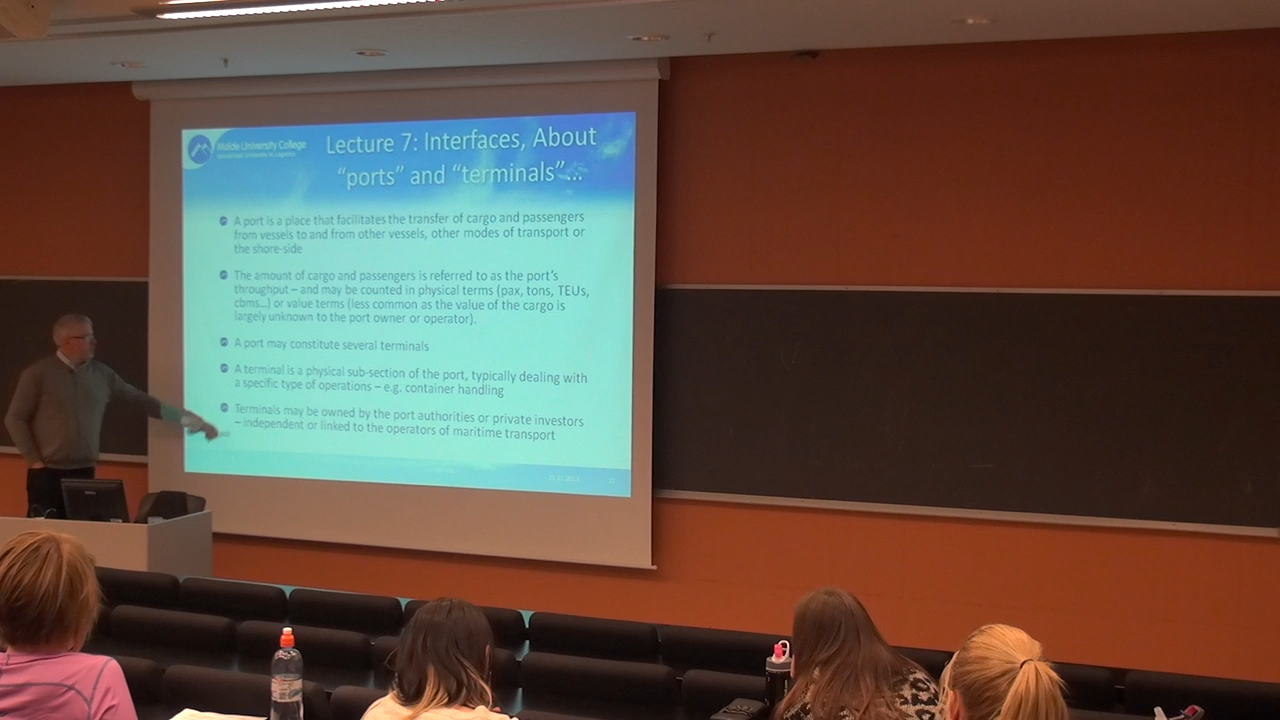 Molde University College
Lecture 7: Interfaces, About
“ports” and “terminals”...
A port is a place that facilitates the transfer of cargo and passengers
from vessels to and from other vessels, other modes of transport or
the shore-side
The amount of cargo and passengers is referred to as the port’s
throughput – and may be counted in physical terms (pax, tons, TEUs,
cbms...) or value terms (less common as the value of the cargo is
largely unknown to the port owner or operator).
A port may constitute several terminals
A terminal is a physical sub-section of the port, typically dealing with
a specific type of operations – e.g. container handling
Terminals may be owned by the port authorities or private investors
– independent or linked to the operators of maritime transport